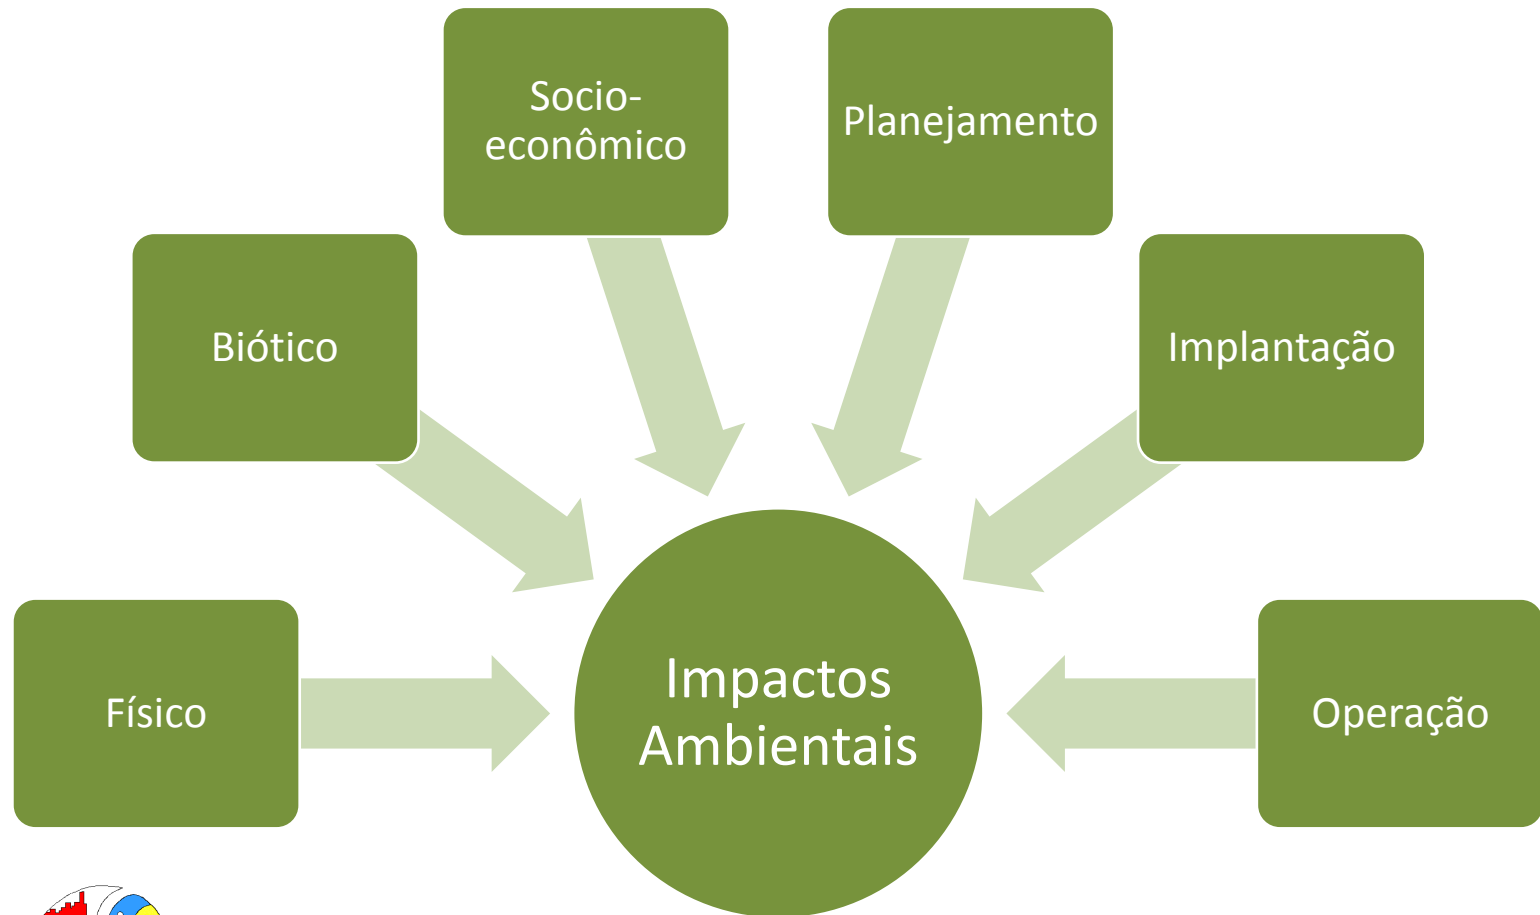 Socio-
econômico
Planejamento
Biótico
Implantação
Físico
Impactos
Ambientais
Operação